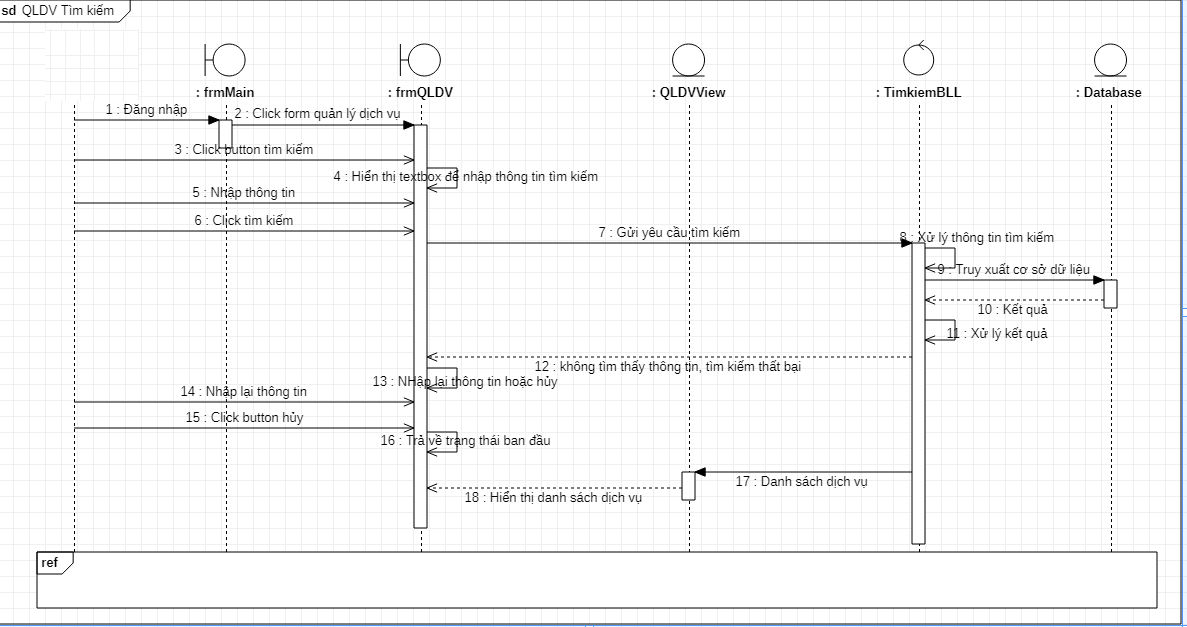 sd QLDV Tìm kiếm
: frmMain
: frmQLDV
: QLDVView
: TimkiemBLL
: Database
1 : Đăng nhập
2 : Click form quản lý dịch vụ
3 : Click button tìm kiếm
4 : Hiển thị textbox để nhập thông tin tìm kiếm
5 : Nhập thông tin
6 : Click tìm kiếm
7 : Gửi yêu cầu tìm kiếm
8 : Xử lý thông tin tìm kiếm
9 : Truy xuất cơ sở dữ liệu
10 : Kết quả
11 : Xử lý kết quả
12 : không tìm thấy thông tin, tìm kiếm thất bại
13 : NHập lại thông tin hoặc hủy
14 : Nhập lại thông tin
15 : Click button hủy
16 : Trả về trạng thái ban đầu
17 : Danh sách dịch vụ
18 : Hiển thị danh sách dịch vụ
ref